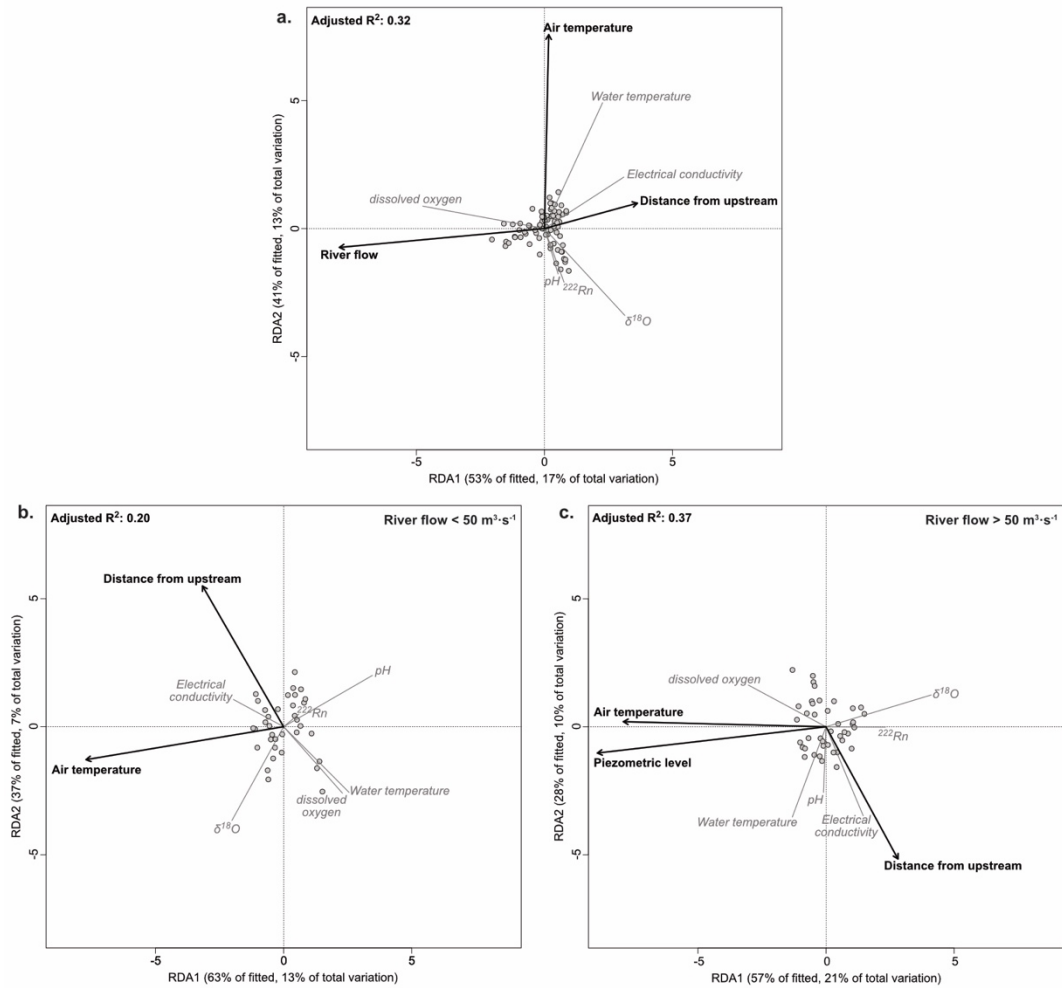 a.
Adjusted R²: 0.32
Air temperature
Water temperature
Electrical conductivity
dissolved oxygen
Distance from upstream
River flow
pH
²²²Rn
δ¹⁸O
5
0
-5
RDA2 (41% of fitted, 13% of total variation)
-5
0
5
RDA1 (53% of fitted, 17% of total variation)
b.
Adjusted R²: 0.20
River flow < 50 m³·s⁻¹
Distance from upstream
Electrical
conductivity
pH
²²²Rn
Air temperature
Water temperature
dissolved
oxygen
δ¹⁸O
5
0
-5
RDA2 (37% of fitted, 7% of total variation)
-5
0
5
RDA1 (63% of fitted, 13% of total variation)
c.
Adjusted R²: 0.37
River flow > 50 m³·s⁻¹
dissolved oxygen
δ¹⁸O
Air temperature
²²²Rn
Piezometric level
pH
Water temperature
Electrical
conductivity
Distance from upstream
5
0
-5
RDA2 (28% of fitted, 10% of total variation)
-5
0
5
RDA1 (57% of fitted, 21% of total variation)